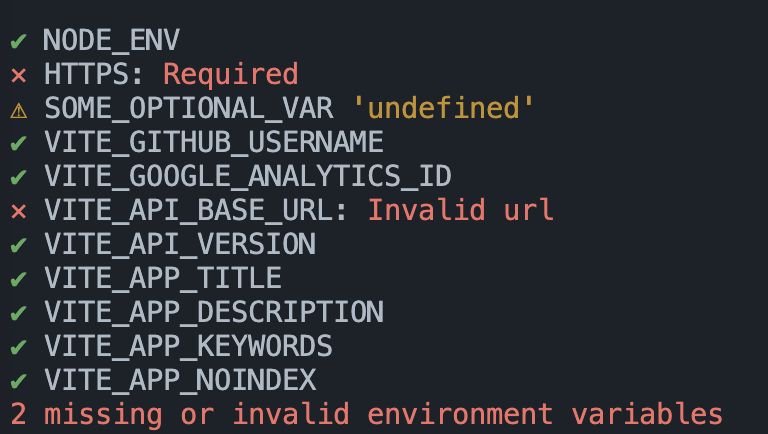 ✔ NODE_ENV
× HTTPS: Required
⚠ SOME_OPTIONAL_VAR 'undefined'
✔ VITE_GITHUB_USERNAME
✔ VITE_GOOGLE_ANALYTICS_ID
× VITE_API_BASE_URL: Invalid url
✔ VITE_API_VERSION
✔ VITE_APP_TITLE
✔ VITE_APP_DESCRIPTION
✔ VITE_APP_KEYWORDS
✔ VITE_APP_NOINDEX
2 missing or invalid environment variables